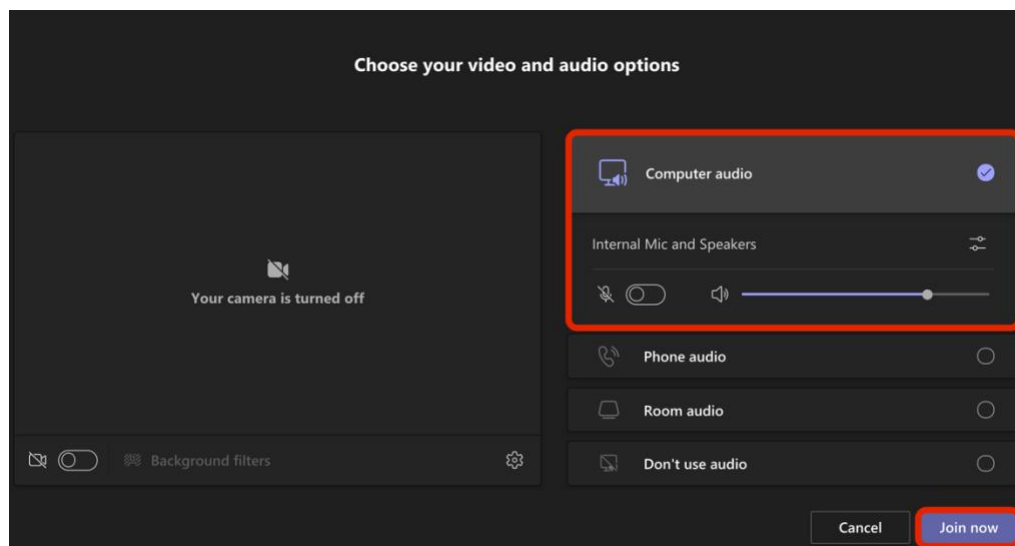 Choose your video and audio options
Your camera is turned off
Background filters
Computer audio
Internal Mic and Speakers
Phone audio
Room audio
Don't use audio
Cancel
Join now